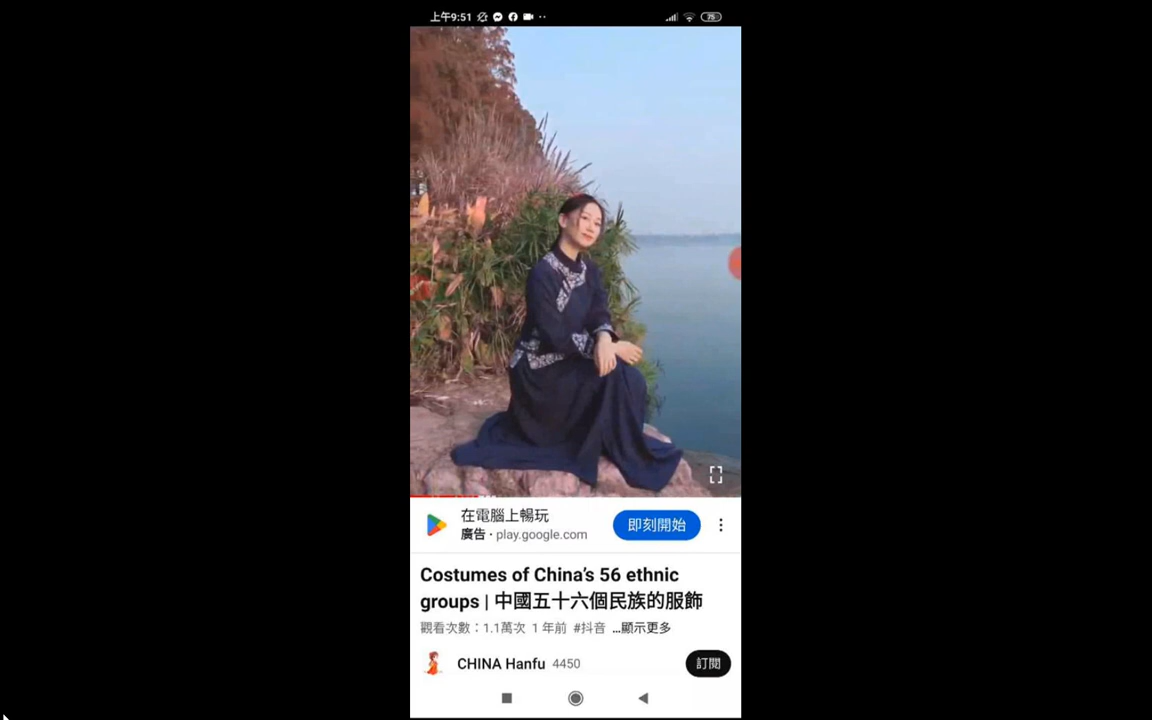 上午9:51
75
在電腦上暢玩
廣告 · play.google.com
即刻開始
Costumes of China’s 56 ethnic
groups | 中國五十六個民族的服飾
觀看次數：1.1萬次 1 年前 #抖音 ...顯示更多
CHINA Hanfu 4450
訂閱